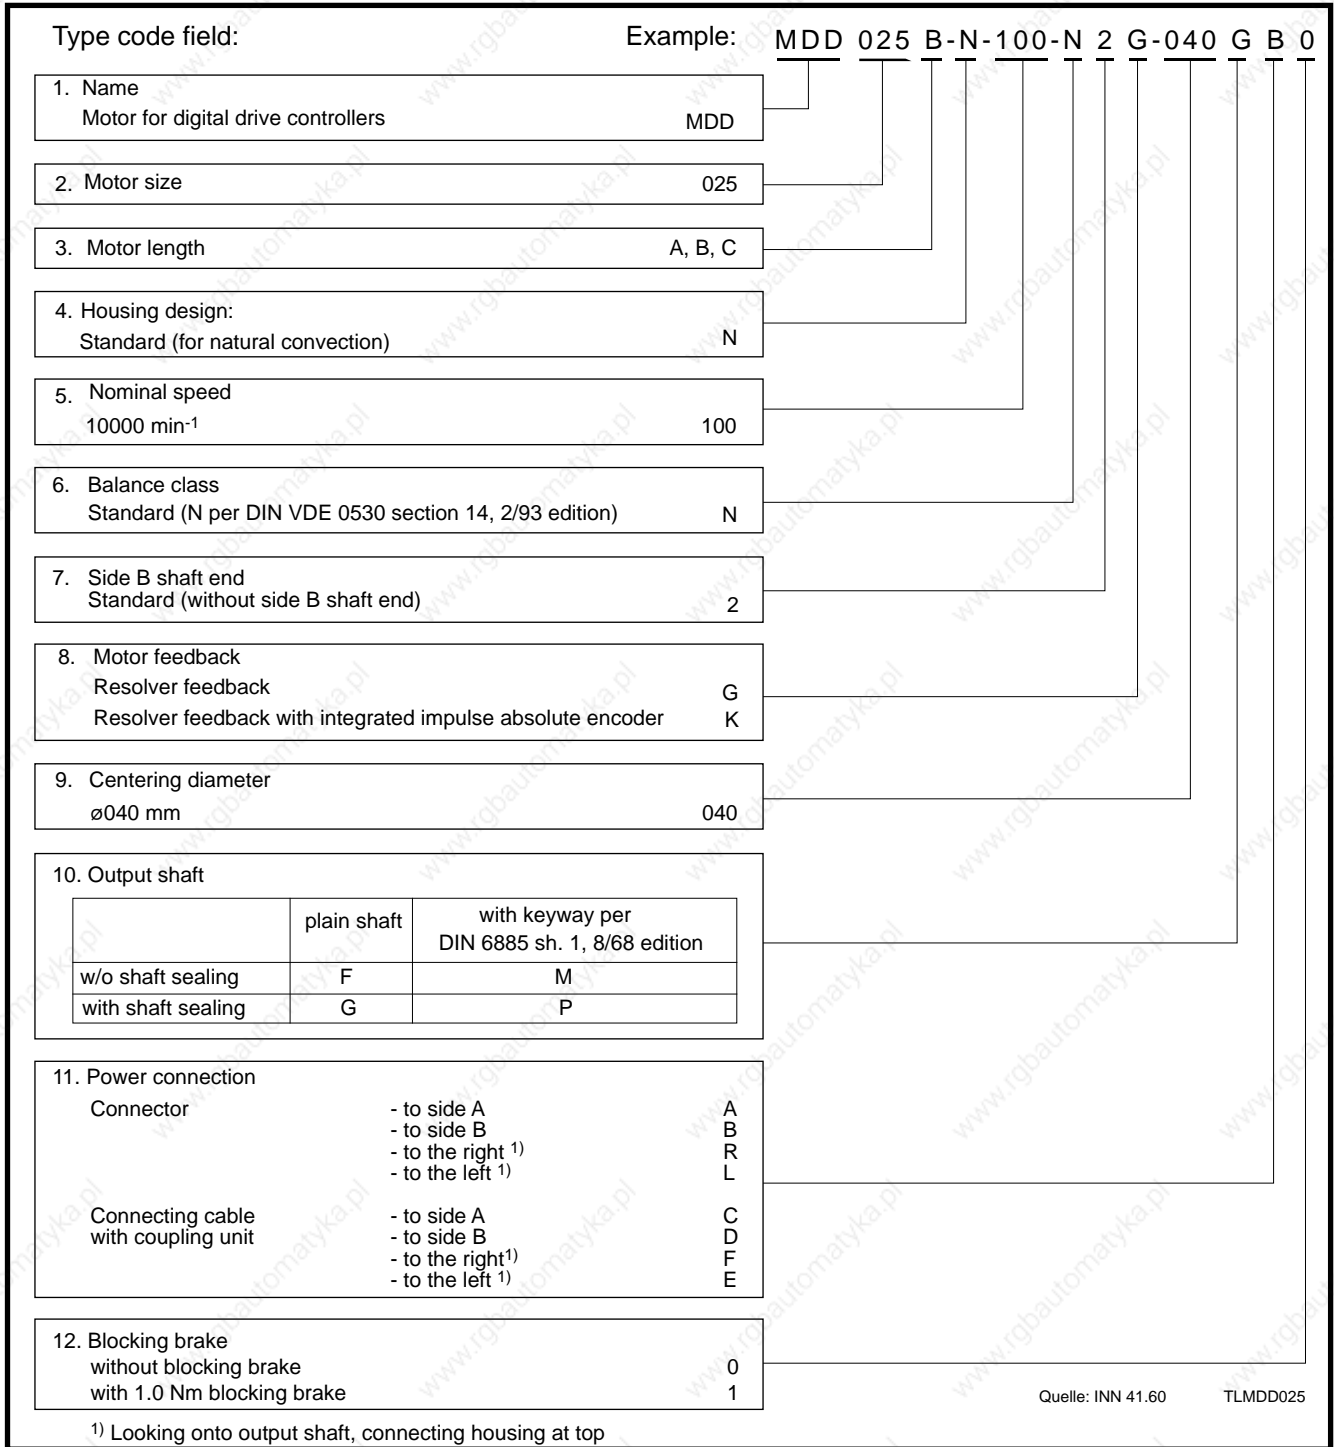 Type code field: Example: MDD 025 B-N-100-N 2 G-040 G B 0
1. Name
Motor for digital drive controllers MDD
2. Motor size 025
3. Motor length A, B, C
4. Housing design:
Standard (for natural convection) N
5. Nominal speed
10000 min-1 100
6. Balance class
Standard (N per DIN VDE 0530 section 14, 2/93 edition) N
7. Side B shaft end
Standard (without side B shaft end) 2
8. Motor feedback
Resolver feedback G
Resolver feedback with integrated impulse absolute encoder K
9. Centering diameter
ø040 mm 040
10. Output shaft
plain shaft with keyway per
DIN 6885 sh. 1, 8/68 edition
w/o shaft sealing F M
with shaft sealing G P
11. Power connection
Connector - to side A A
- to side B B
- to the right 1) R
- to the left 1) L
Connecting cable - to side A C
with coupling unit - to side B D
- to the right1) F
- to the left 1) E
12. Blocking brake
without blocking brake 0
with 1.0 Nm blocking brake 1
Quelle: INN 41.60 TLMDD025
1) Looking onto output shaft, connecting housing at top
www.rgbautomatyka.pl